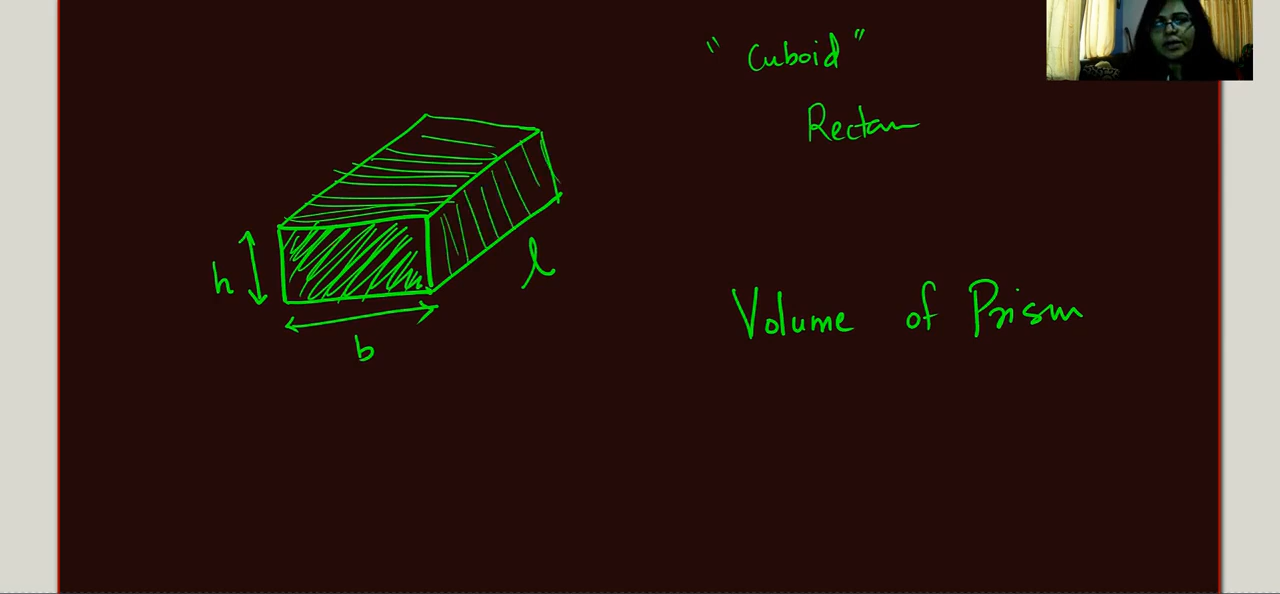 " Cuboid "
Rectan
h
l
b
Volume of Prism